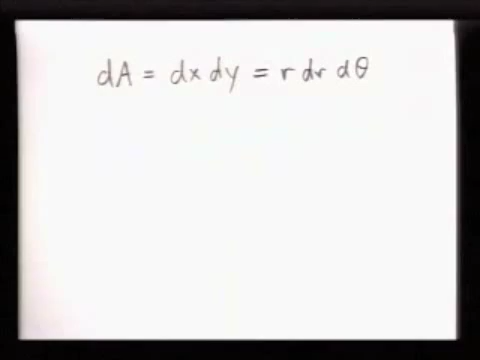 dA = dx dy = r dr dθ